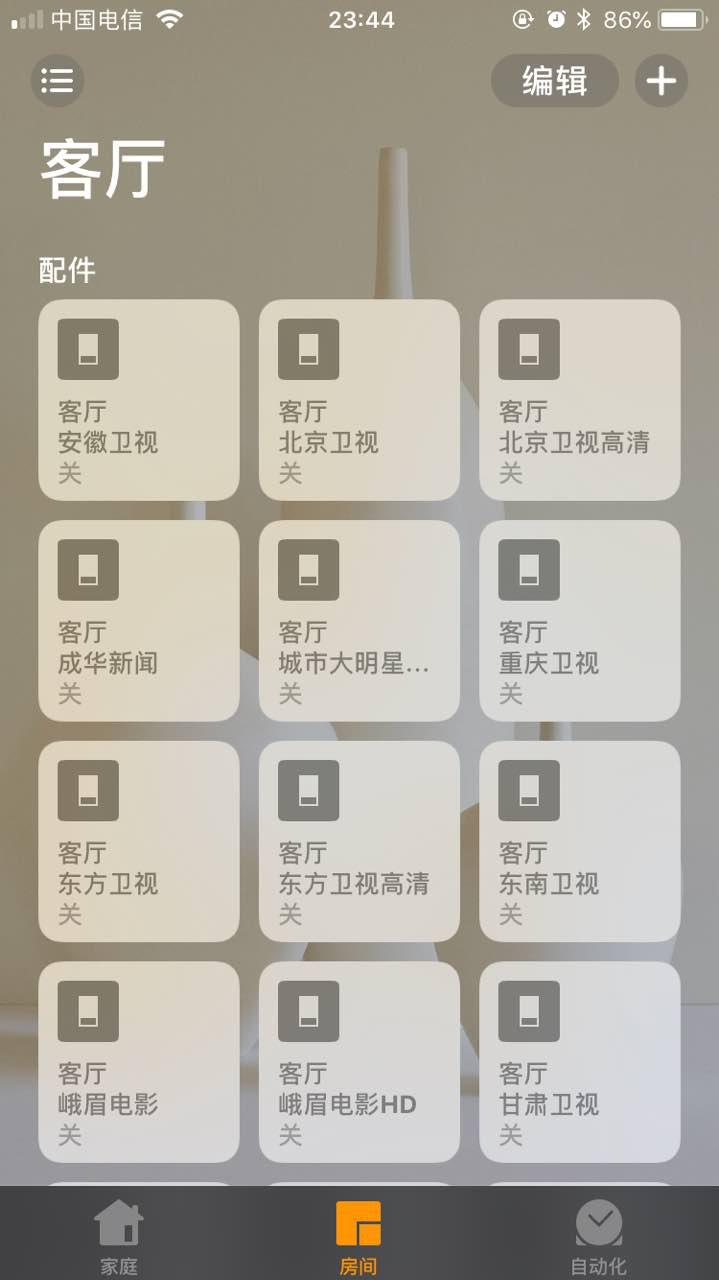 中国电信 23:44 86%
编辑
客厅
配件
客厅
安徽卫视
关
客厅
北京卫视
关
客厅
北京卫视高清
关
客厅
成华新闻
关
客厅
城市大明星...
关
客厅
重庆卫视
关
客厅
东方卫视
关
客厅
东方卫视高清
关
客厅
东南卫视
关
客厅
峨眉电影
关
客厅
峨眉电影HD
关
客厅
甘肃卫视
关
家庭
房间
自动化